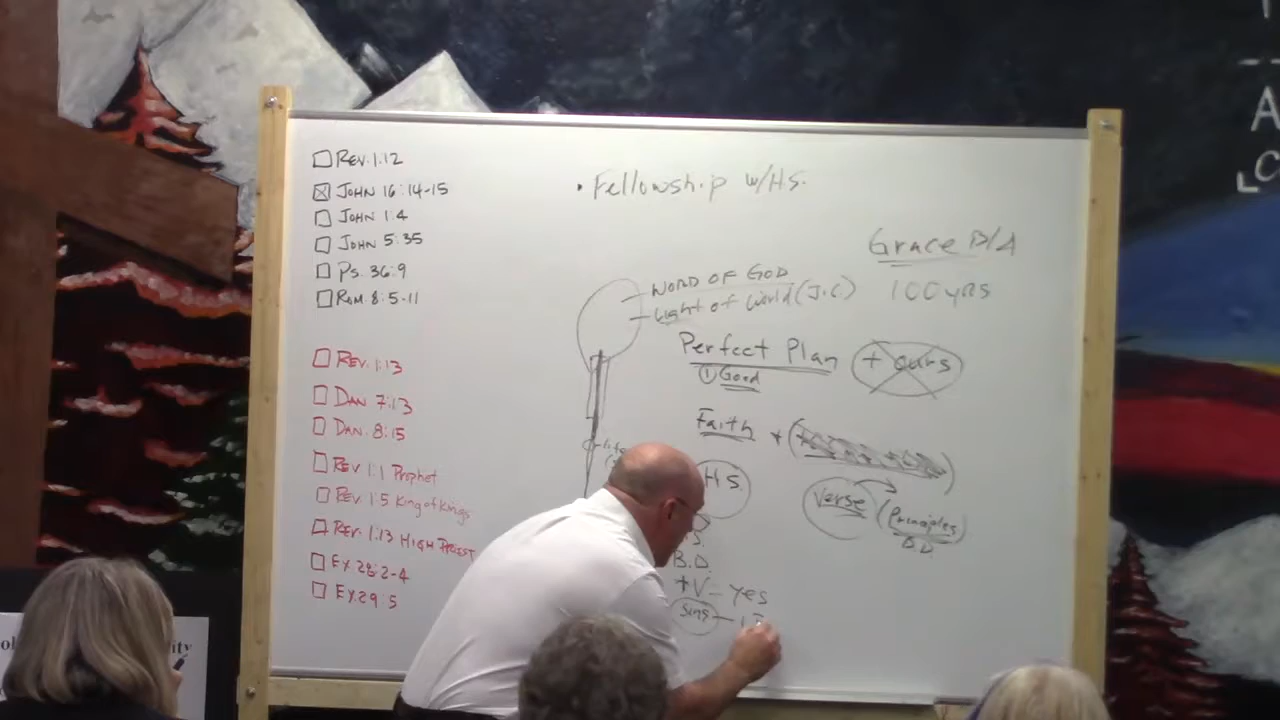 Rev. 1:12
John 16:14-15
John 1:4
John 5:35
Ps. 36:9
Rom. 8:5-11
Rev. 1:13
Dan 7:13
Dan. 8:15
Rev. 1:1 Prophet
Rev. 1:5 King of Kings
Rev. 1:13 High Priest
Ex. 28:2-4
Ex. 29:5
• Fellowship w/H.S.
Grace B/A
100 yrs
WORD OF GOD
Light of World (J.C)
Perfect Plan
+ ours
① Good
Faith +
life
H.S.
Verse
(Principles)
B.D.
B.D.
+V - yes
Sins -
A
C